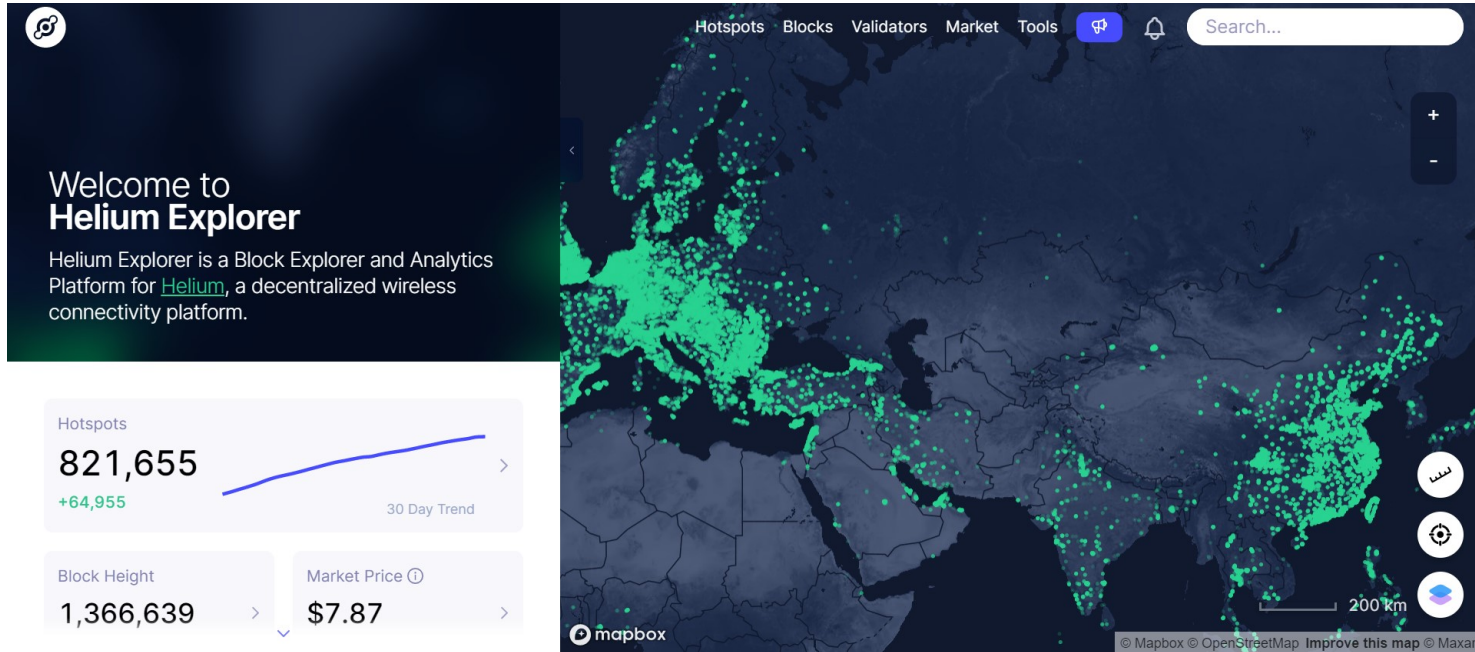 Hotspots Blocks Validators Market Tools
Search...
Welcome to
Helium Explorer
Helium Explorer is a Block Explorer and Analytics
Platform for Helium, a decentralized wireless
connectivity platform.
Hotspots
821,655
+64,955
30 Day Trend
Block Height
1,366,639
Market Price
$7.87
+
-
200 km
mapbox
© Mapbox © OpenStreetMap Improve this map © Maxar